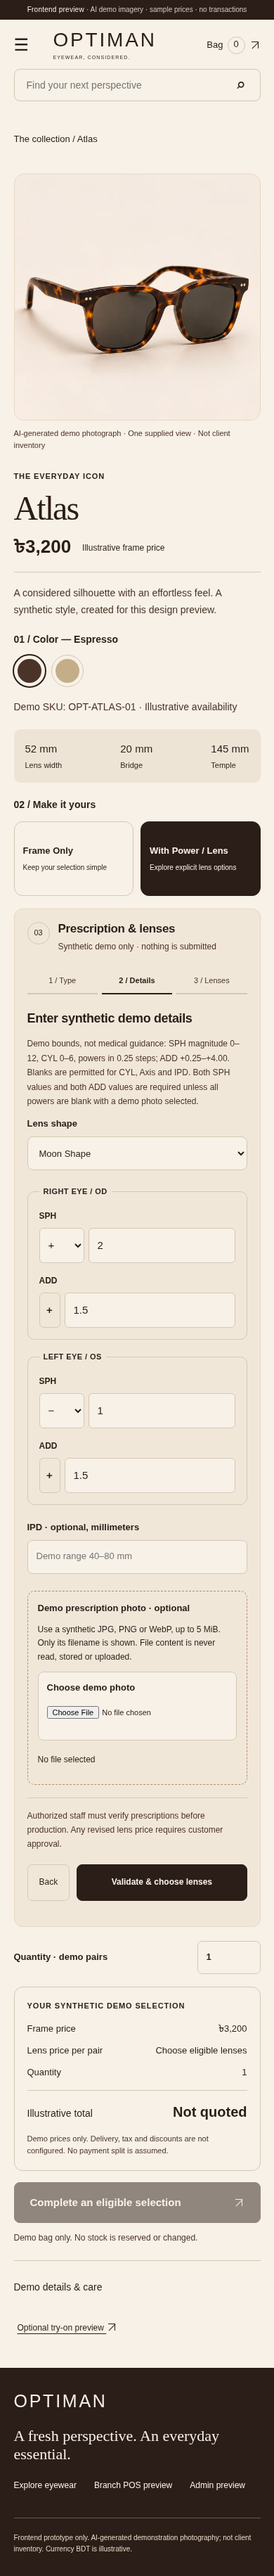 Frontend preview · AI demo imagery · sample prices · no transactions
OPTIMAN
EYEWEAR, CONSIDERED.
Bag 0
Find your next perspective
The collection / Atlas
AI-generated demo photograph · One supplied view · Not client
inventory
THE EVERYDAY ICON
Atlas
৳3,200 Illustrative frame price
A considered silhouette with an effortless feel. A
synthetic style, created for this design preview.
01 / Color — Espresso
Demo SKU: OPT-ATLAS-01 · Illustrative availability
52 mm 20 mm 145 mm
Lens width Bridge Temple
02 / Make it yours
Frame Only With Power / Lens
Keep your selection simple Explore explicit lens options
03 Prescription & lenses
Synthetic demo only · nothing is submitted
1 / Type 2 / Details 3 / Lenses
Enter synthetic demo details
Demo bounds, not medical guidance: SPH magnitude 0–
12, CYL 0–6, powers in 0.25 steps; ADD +0.25–+4.00.
Blanks are permitted for CYL, Axis and IPD. Both SPH
values and both ADD values are required unless all
powers are blank with a demo photo selected.
Lens shape
Moon Shape
RIGHT EYE / OD
SPH
+ 2
ADD
+ 1.5
LEFT EYE / OS
SPH
− 1
ADD
+ 1.5
IPD · optional, millimeters
Demo range 40–80 mm
Demo prescription photo · optional
Use a synthetic JPG, PNG or WebP, up to 5 MiB.
Only its filename is shown. File content is never
read, stored or uploaded.
Choose demo photo
Choose File No file chosen
No file selected
Authorized staff must verify prescriptions before
production. Any revised lens price requires customer
approval.
Back Validate & choose lenses
Quantity · demo pairs 1
YOUR SYNTHETIC DEMO SELECTION
Frame price ৳3,200
Lens price per pair Choose eligible lenses
Quantity 1
Illustrative total Not quoted
Demo prices only. Delivery, tax and discounts are not
configured. No payment split is assumed.
Complete an eligible selection
Demo bag only. No stock is reserved or changed.
Demo details & care
Optional try-on preview
OPTIMAN
A fresh perspective. An everyday
essential.
Explore eyewear Branch POS preview Admin preview
Frontend prototype only. AI-generated demonstration photography; not client
inventory. Currency BDT is illustrative.